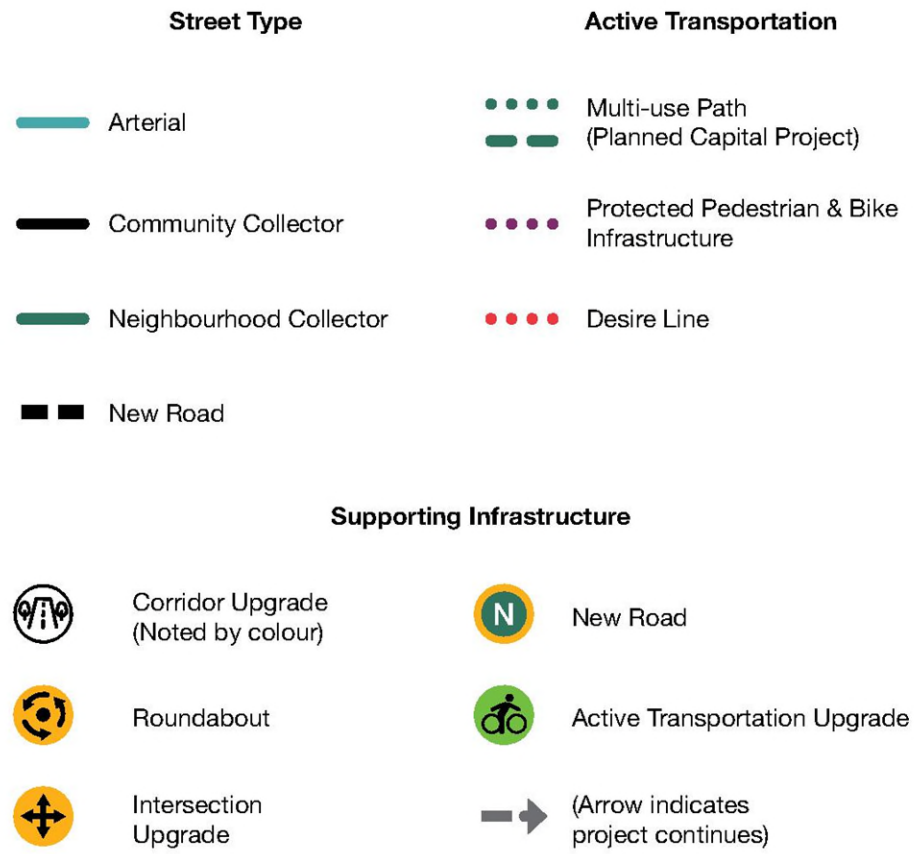 Street Type
Arterial
Community Collector
Neighbourhood Collector
New Road
Active Transportation
Multi-use Path
(Planned Capital Project)
Protected Pedestrian & Bike
Infrastructure
Desire Line
Supporting Infrastructure
Corridor Upgrade
(Noted by colour)
Roundabout
Intersection
Upgrade
N
New Road
Active Transportation Upgrade
(Arrow indicates
project continues)